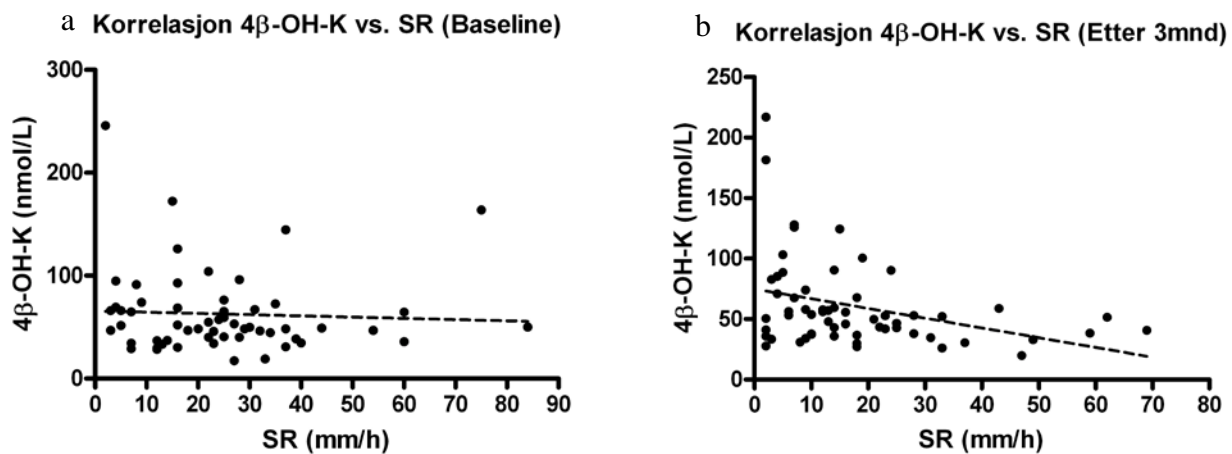 a Korrelasjon 4β-OH-K vs. SR (Baseline)
300
200
100
0
4β-OH-K (nmol/L)
0 10 20 30 40 50 60 70 80 90
SR (mm/h)
b Korrelasjon 4β-OH-K vs. SR (Etter 3mnd)
250
200
150
100
50
0
4β-OH-K (nmol/L)
0 10 20 30 40 50 60 70 80
SR (mm/h)